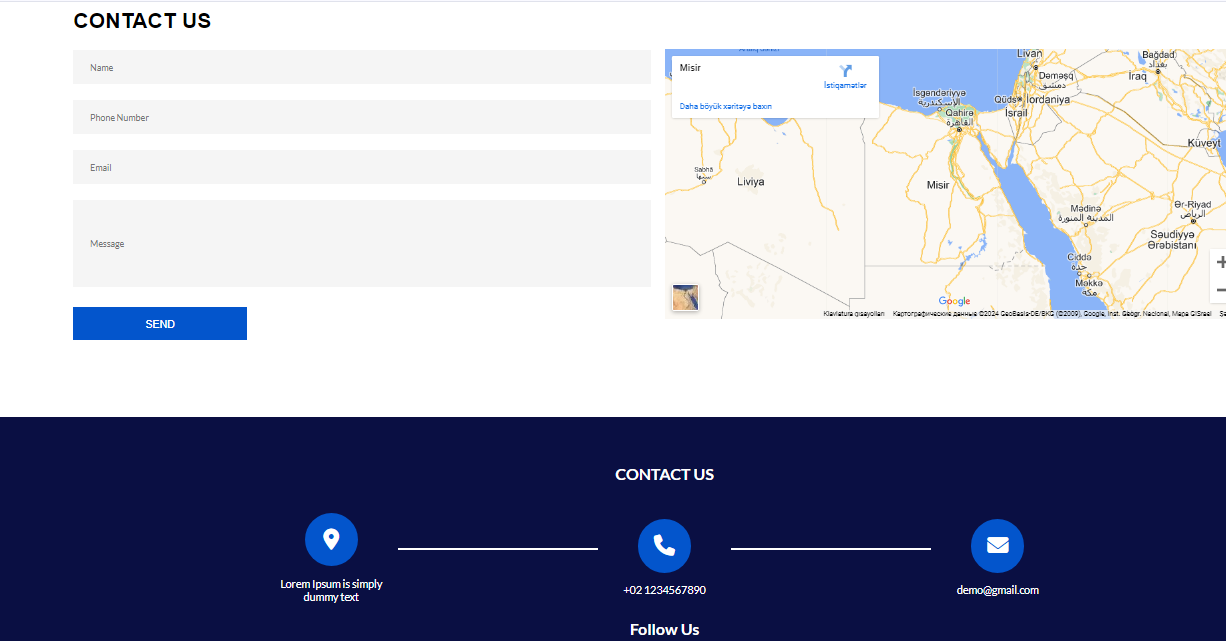 CONTACT US
Name
Phone Number
Email
Message
SEND
Misir
İstiqamətlər
Daha böyük xəritəyə baxın
Livan
Bağdad
بغداد
Dəməşq
دمشق
İraq
İsgəndəriyyə
الإسكندرية
Qüds
İordaniya
Qahirə
القاهرة
İsrail
Küveyt
Səbhə
سبها
Liviya
Misir
Mədinə
المدينة المنورة
Ər-Riyad
الرياض
Səudiyyə
Ərəbistanı
Ciddə
جدة
Məkkə
مكة
Google
Klaviatura qısayolları
Картографические данные ©2024 GeoBasis-DE/BKG (©2009), Google, Inst. Geogr. Nacional, Mapa GISrael
CONTACT US
Lorem Ipsum is simply
dummy text
+02 1234567890
demo@gmail.com
Follow Us